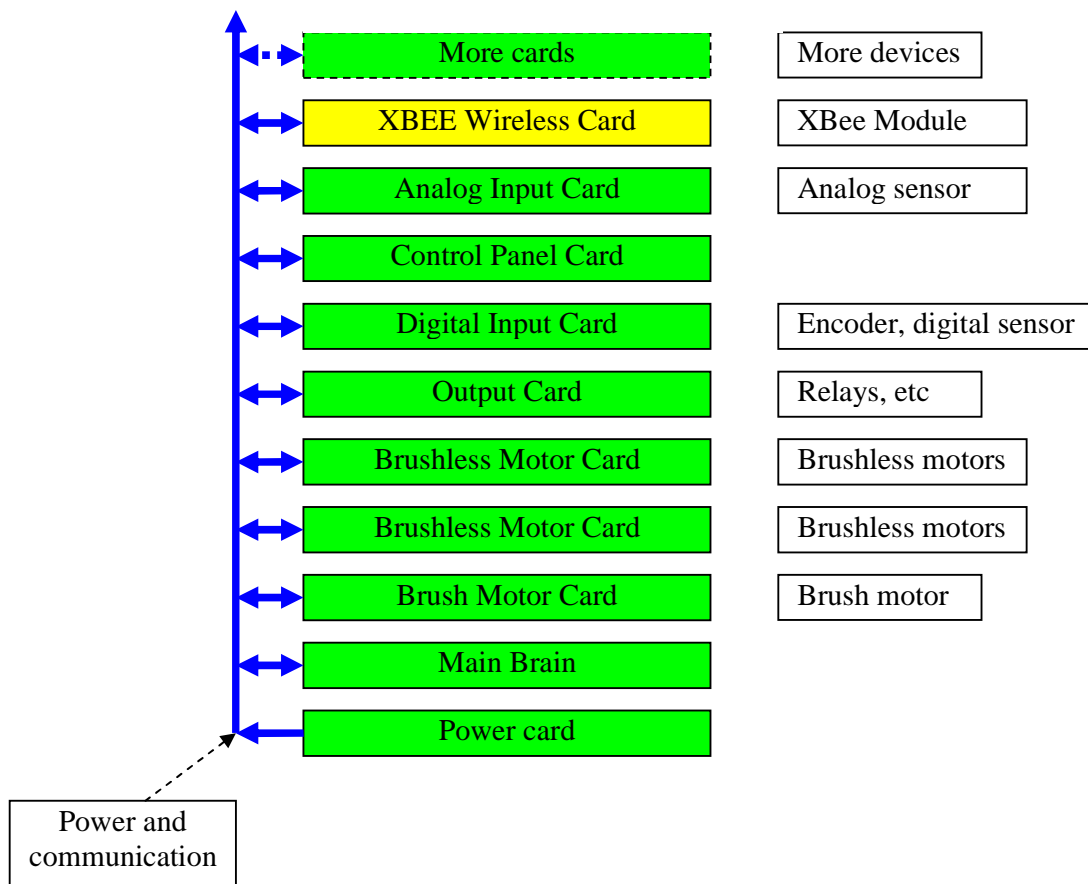 More cards
More devices
XBEE Wireless Card
XBee Module
Analog Input Card
Analog sensor
Control Panel Card
Digital Input Card
Encoder, digital sensor
Output Card
Relays, etc
Brushless Motor Card
Brushless motors
Brushless Motor Card
Brushless motors
Brush Motor Card
Brush motor
Main Brain
Power card
Power and
communication